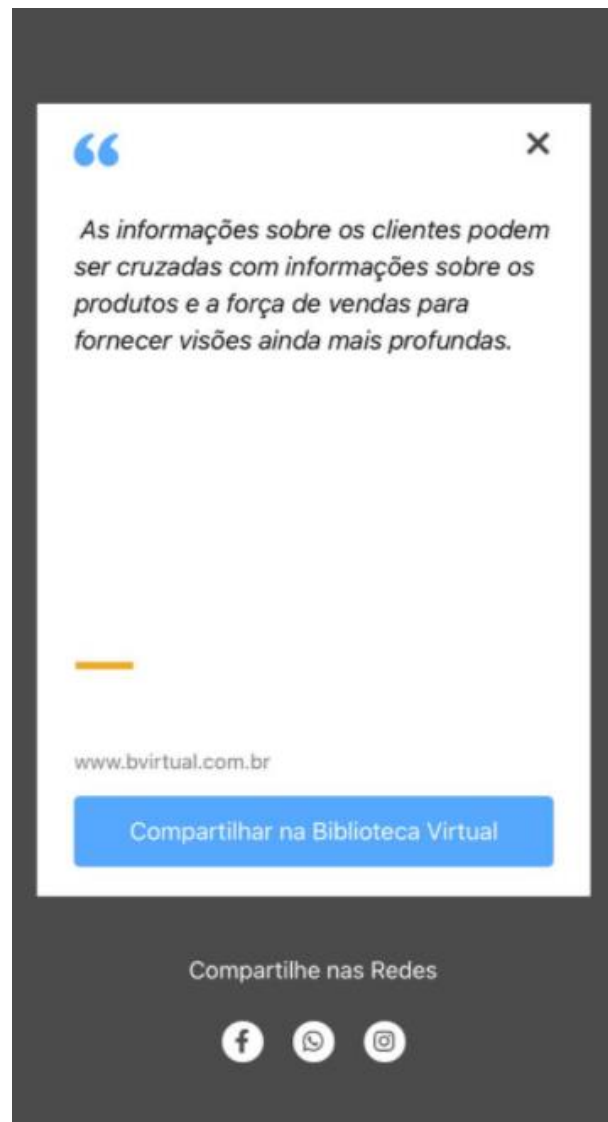 “
As informações sobre os clientes podem
ser cruzadas com informações sobre os
produtos e a força de vendas para
fornecer visões ainda mais profundas.
www.bvirtual.com.br
Compartilhar na Biblioteca Virtual
Compartilhe nas Redes